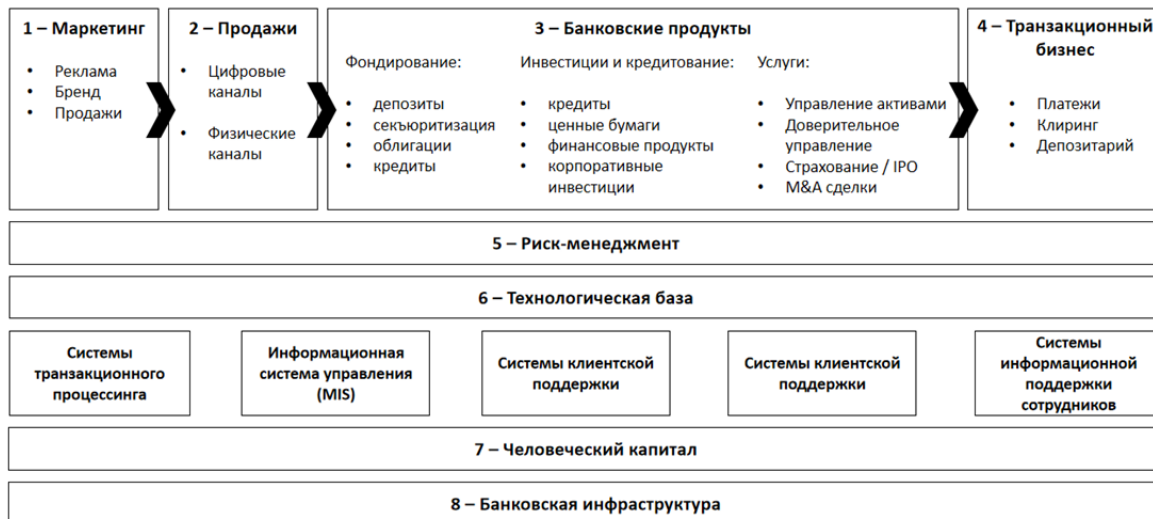 1 – Маркетинг
• Реклама
• Бренд
• Продажи
2 – Продажи
• Цифровые
каналы
• Физические
каналы
3 – Банковские продукты
Фондирование:
• депозиты
• секъюритизация
• облигации
• кредиты
Инвестиции и кредитование:
• кредиты
• ценные бумаги
• финансовые продукты
• корпоративные
инвестиции
Услуги:
• Управление активами
• Доверительное
управление
• Страхование / IPO
• M&A сделки
4 – Транзакционный
бизнес
• Платежи
• Клиринг
• Депозитарий
5 – Риск-менеджмент
6 – Технологическая база
Системы
транзакционного
процессинга
Информационная
система управления
(MIS)
Системы клиентской
поддержки
Системы клиентской
поддержки
Системы
информационной
поддержки
сотрудников
7 – Человеческий капитал
8 – Банковская инфраструктура